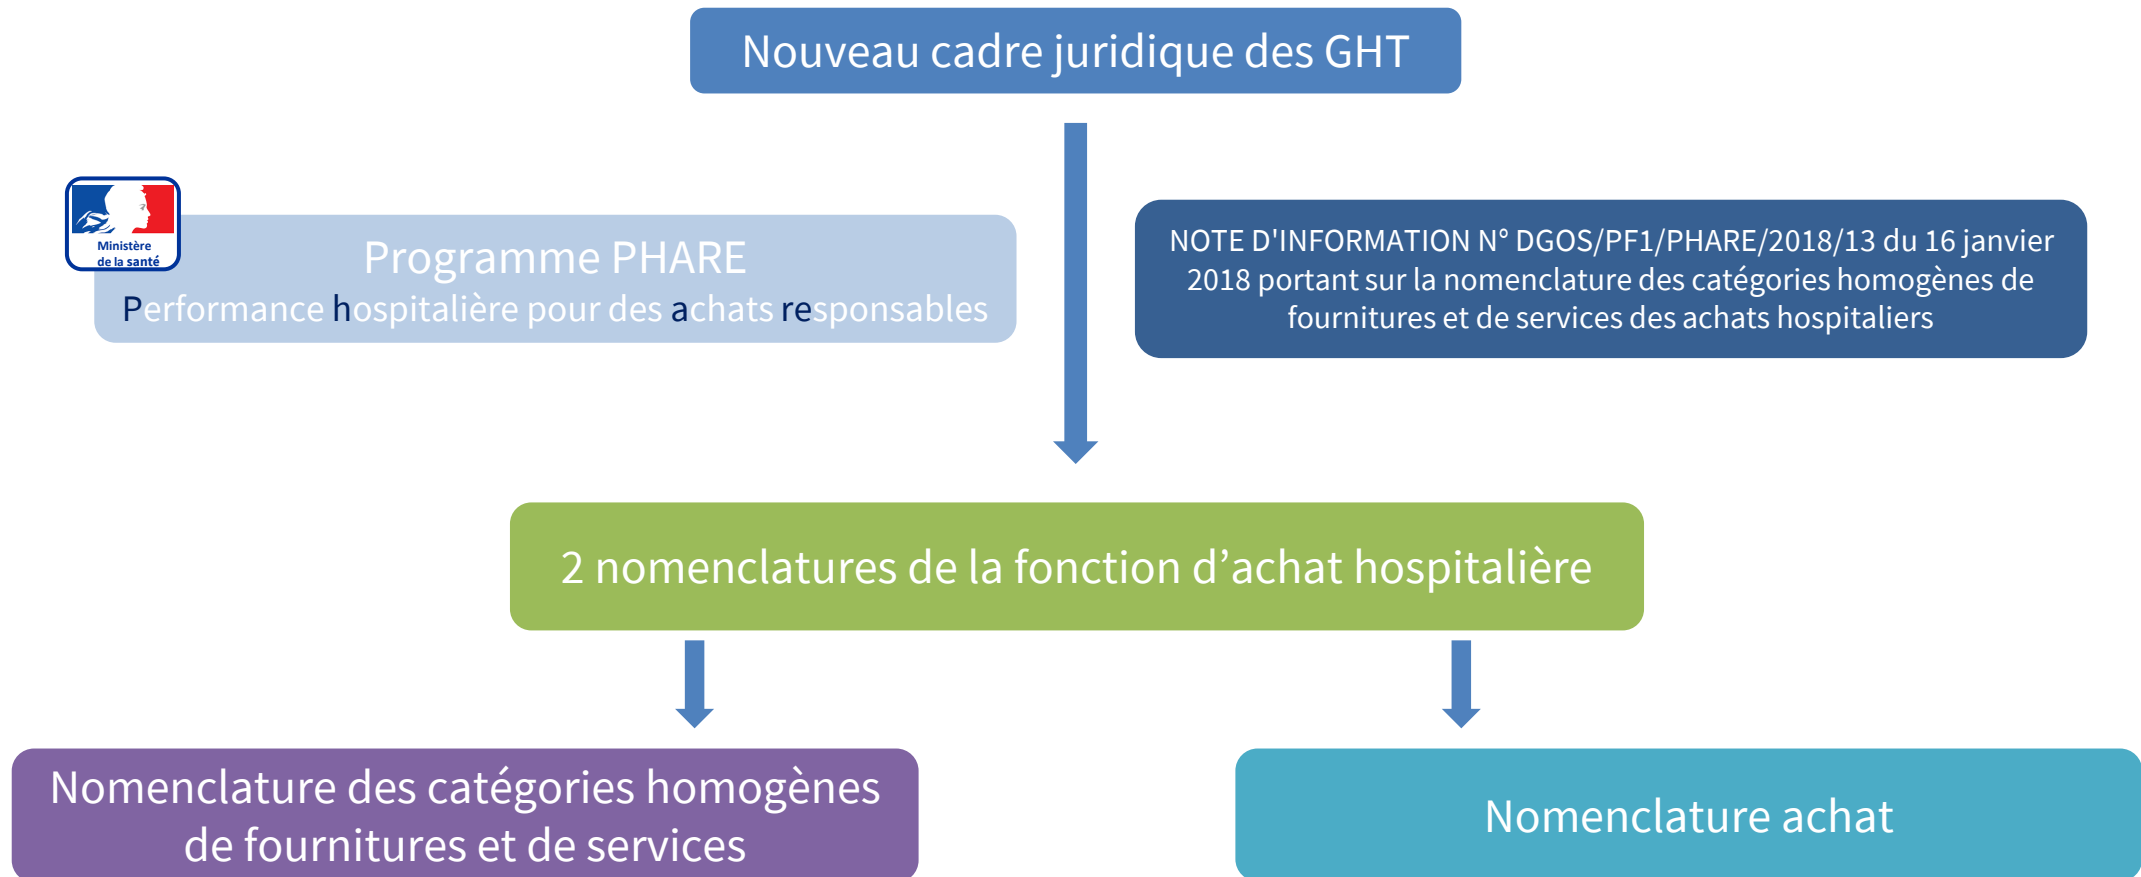 Nouveau cadre juridique des GHT
Ministère
de la santé
Programme PHARE
Performance hospitalière pour des achats responsables
NOTE D'INFORMATION N° DGOS/PF1/PHARE/2018/13 du 16 janvier
2018 portant sur la nomenclature des catégories homogènes de
fournitures et de services des achats hospitaliers
2 nomenclatures de la fonction d’achat hospitalière
Nomenclature des catégories homogènes
de fournitures et de services
Nomenclature achat